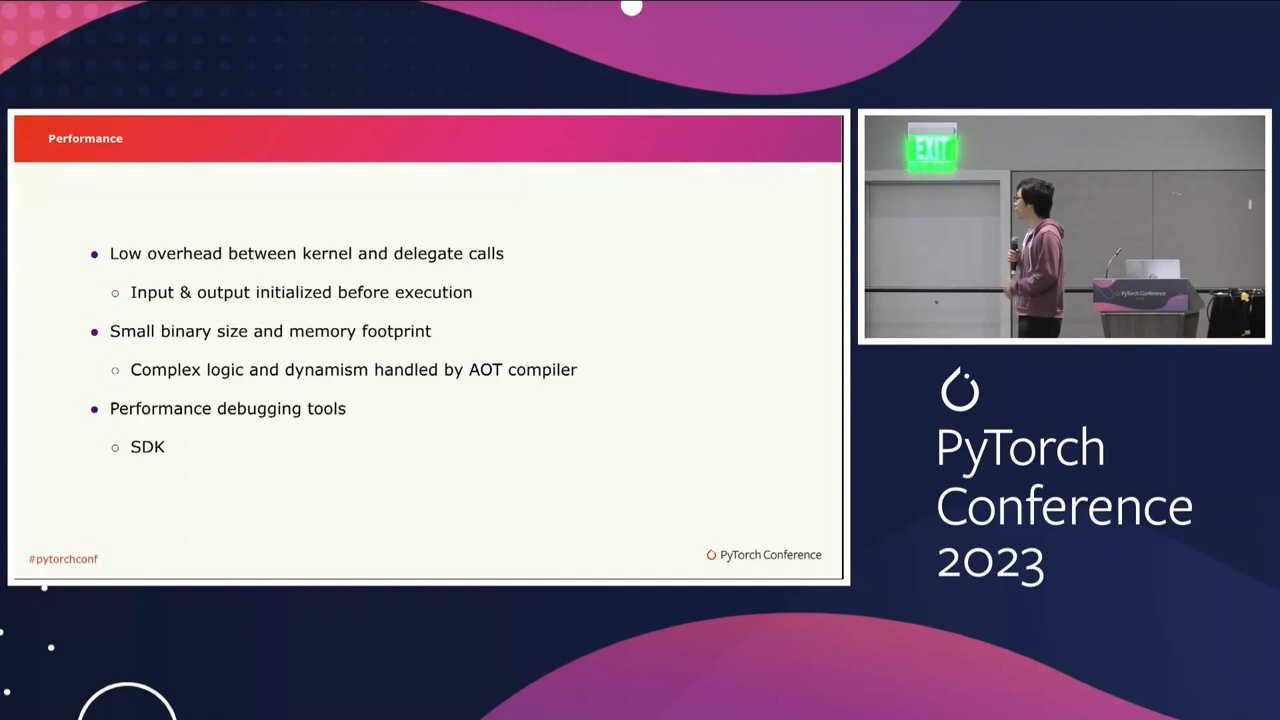 Performance
● Low overhead between kernel and delegate calls
○ Input & output initialized before execution
● Small binary size and memory footprint
○ Complex logic and dynamism handled by AOT compiler
● Performance debugging tools
○ SDK
#pytorchconf
PyTorch Conference
EXIT
PyTorch Conference
PyTorch
Conference
2023